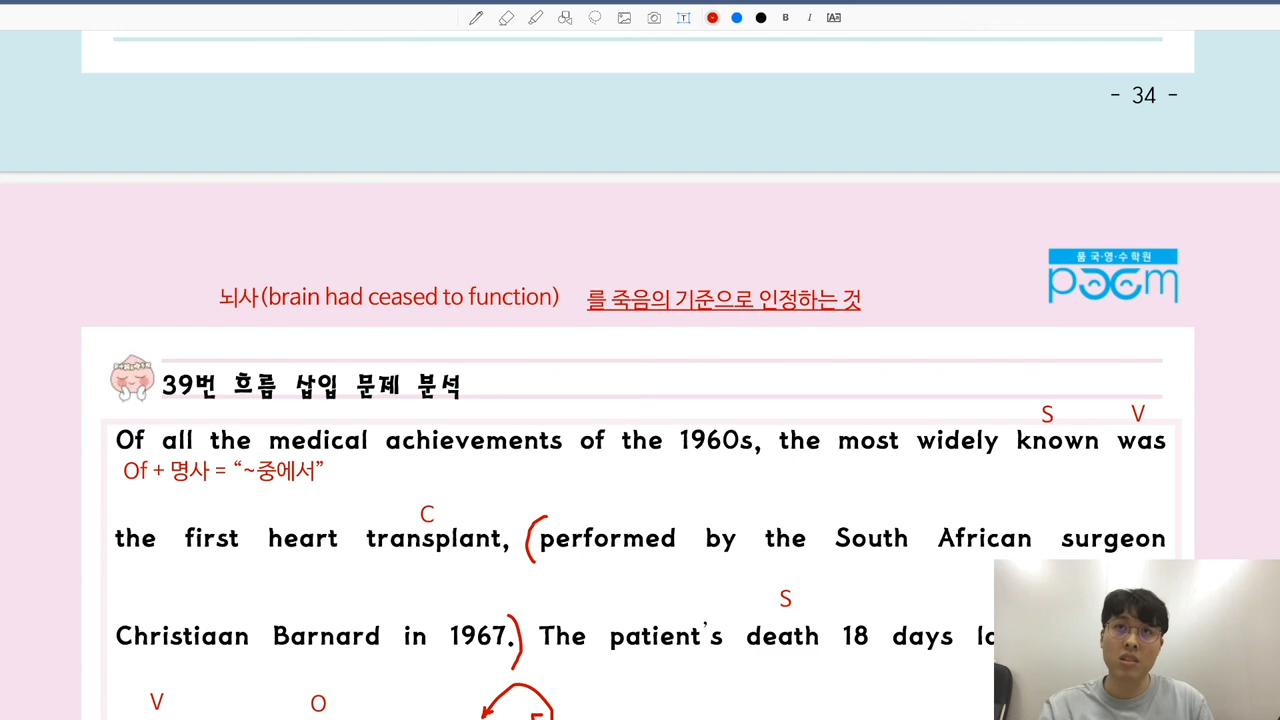 B I A
- 34 -
품 국·영·수 학원
poem
뇌사(brain had ceased to function) 를 죽음의 기준으로 인정하는 것
39번 흐름 삽입 문제 분석
S V
Of all the medical achievements of the 1960s, the most widely known was
Of + 명사 = “~중에서”
C
the first heart transplant, (performed by the South African surgeon
S
Christiaan Barnard in 1967.) The patient's death 18 days
V O